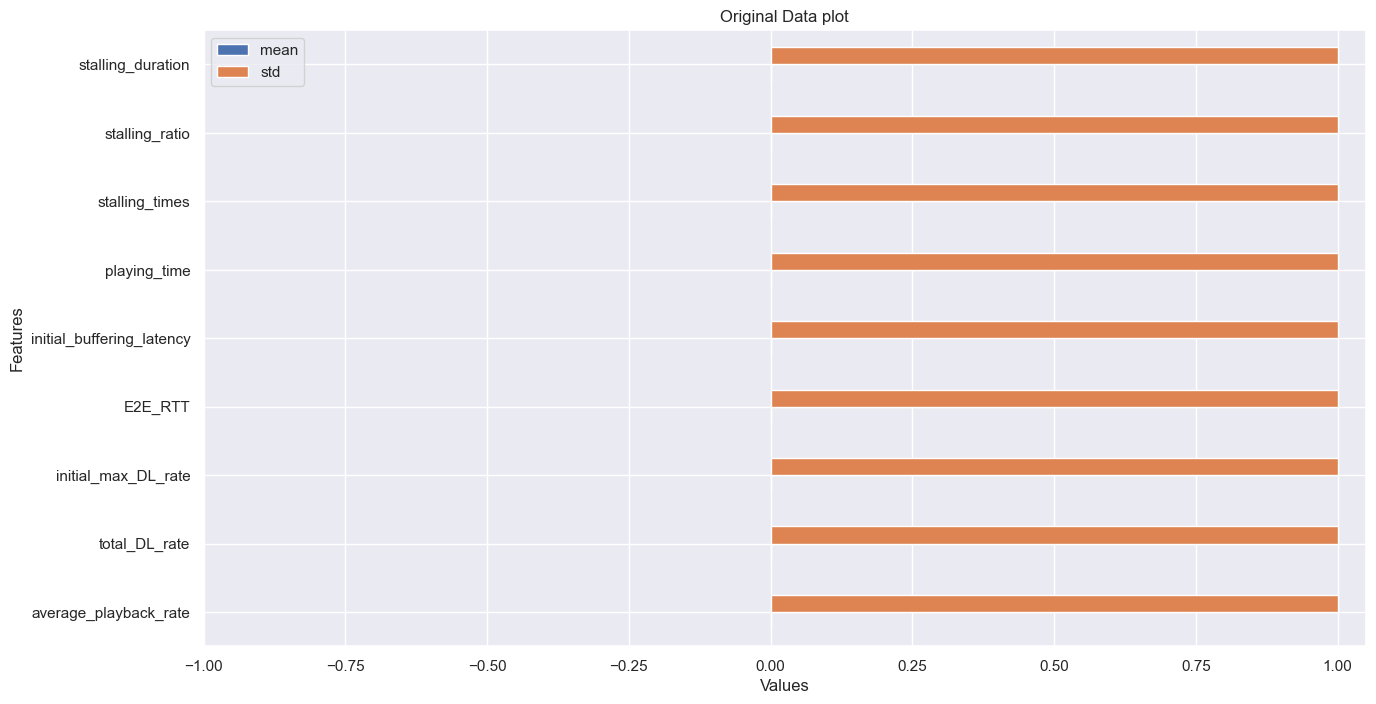 Original Data plot
mean
std
stalling_duration
stalling_ratio
stalling_times
playing_time
initial_buffering_latency
E2E_RTT
initial_max_DL_rate
total_DL_rate
average_playback_rate
Features
−1.00 −0.75 −0.50 −0.25 0.00 0.25 0.50 0.75 1.00
Values